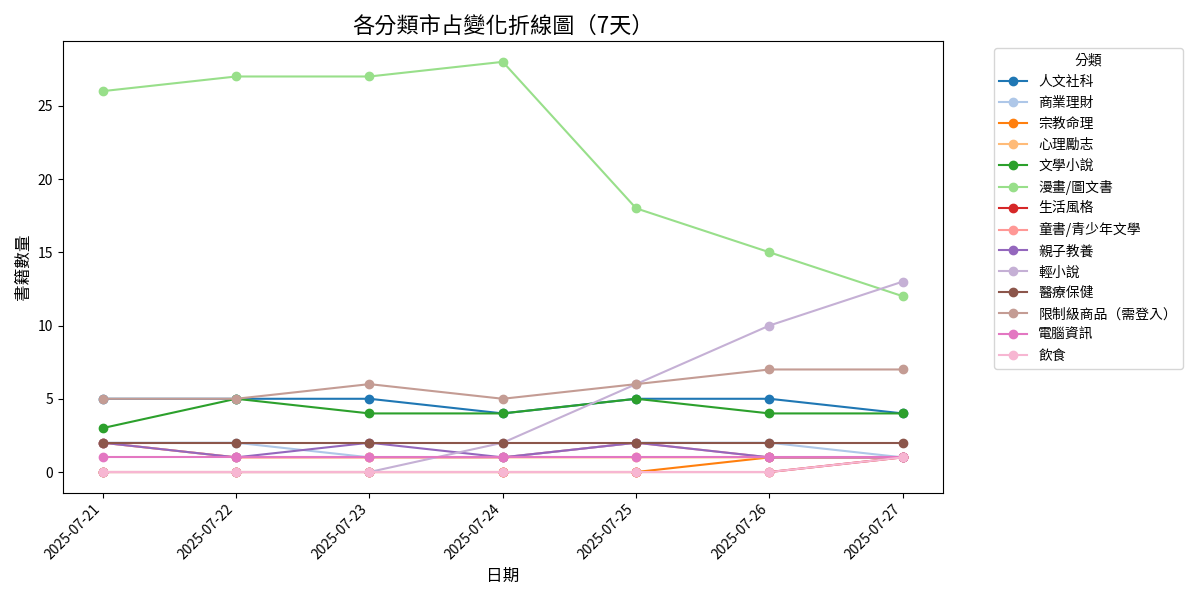 各分類市占變化折線圖（7天）
書籍數量
25
20
15
10
5
0
2025-07-21
2025-07-22
2025-07-23
2025-07-24
2025-07-25
2025-07-26
2025-07-27
日期
分類
人文社科
商業理財
宗教命理
心理勵志
文學小說
漫畫/圖文書
生活風格
童書/青少年文學
親子教養
輕小說
醫療保健
限制級商品（需登入）
電腦資訊
飲食